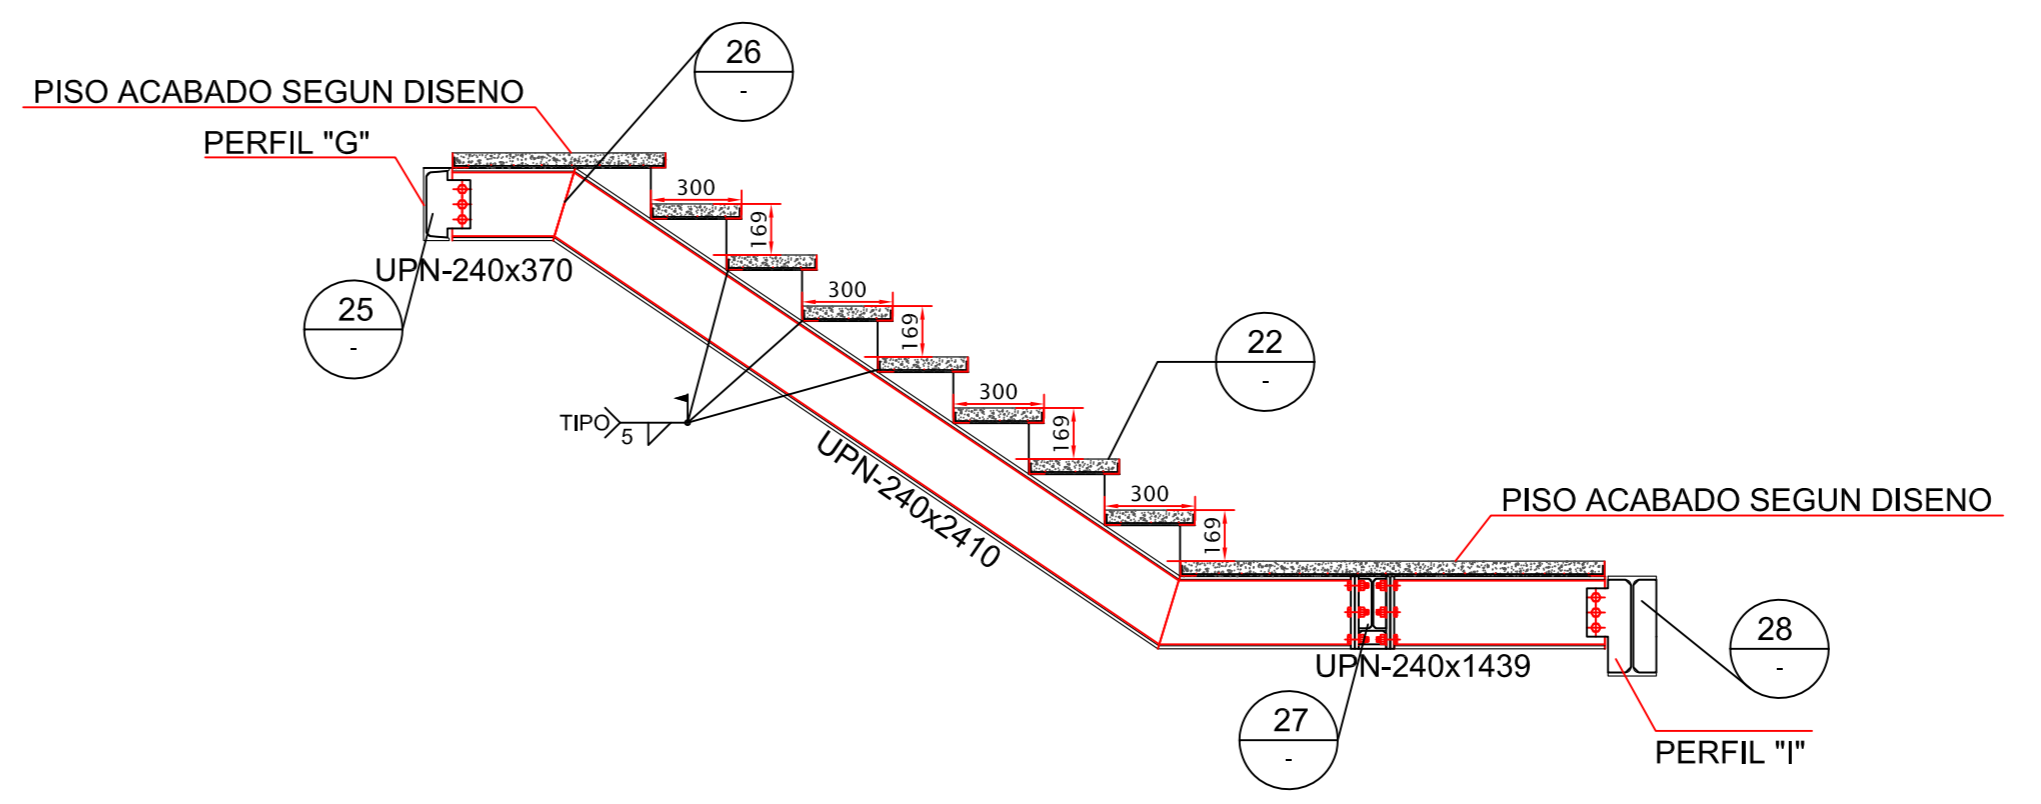 26
-
PISO ACABADO SEGUN DISENO
PERFIL "G"
300
169
UPN-240x370
25
-
300
169
22
-
300
169
TIPO 5
UPN-240x2410
300
169
PISO ACABADO SEGUN DISENO
28
-
UPN-240x1439
27
-
PERFIL "I"